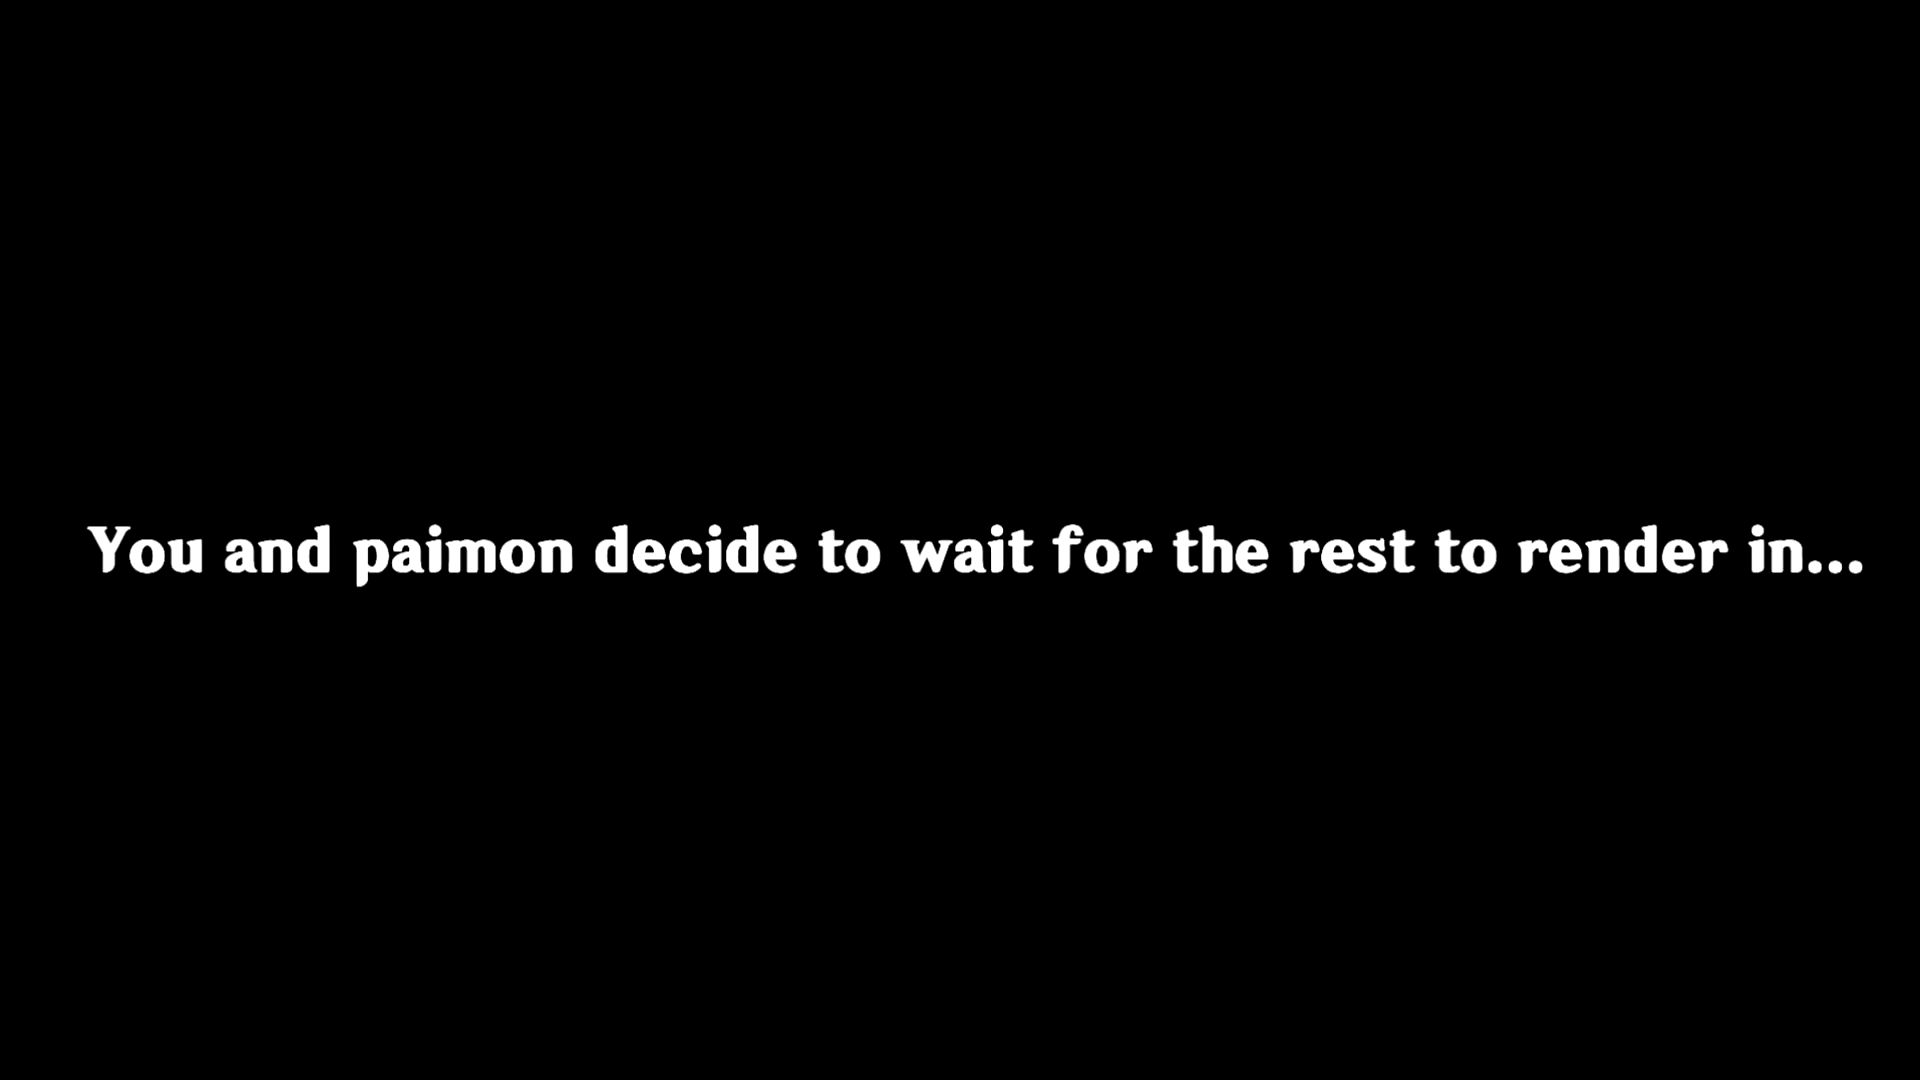 You and paimon decide to wait for the rest to render in...